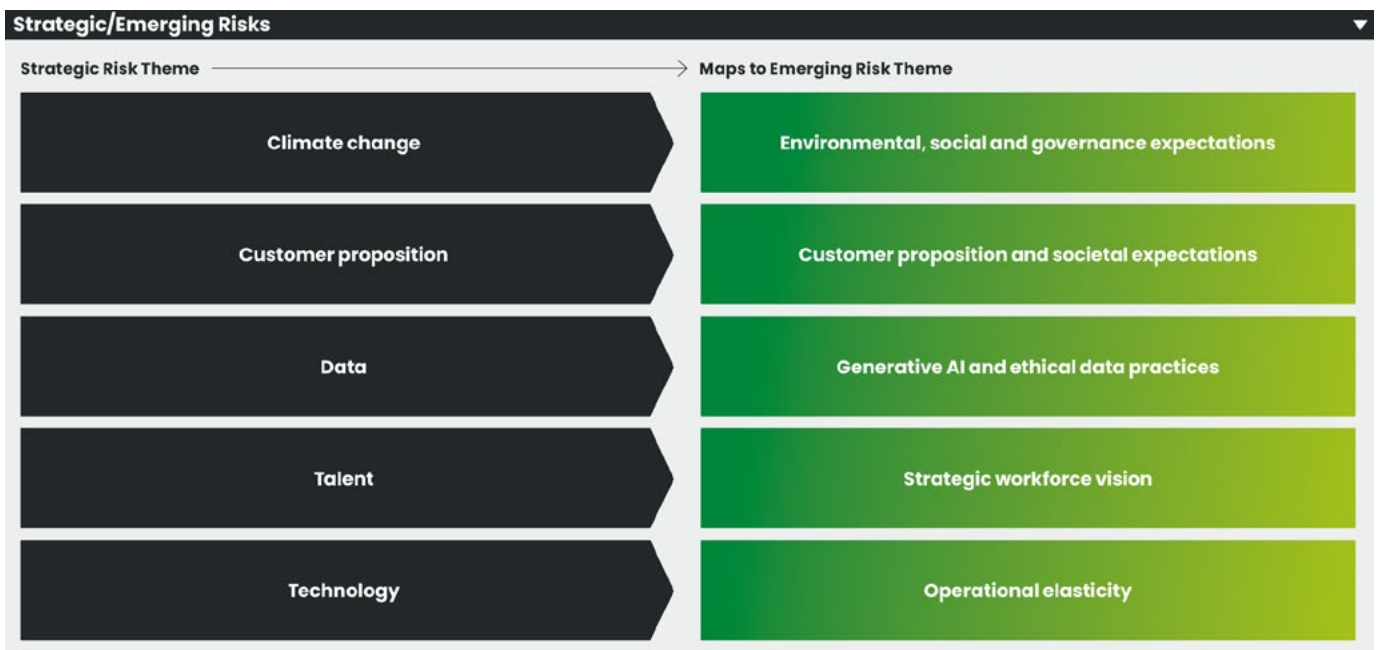 Strategic/Emerging Risks
Strategic Risk Theme
Maps to Emerging Risk Theme
Climate change
Environmental, social and governance expectations
Customer proposition
Customer proposition and societal expectations
Data
Generative AI and ethical data practices
Talent
Strategic workforce vision
Technology
Operational elasticity